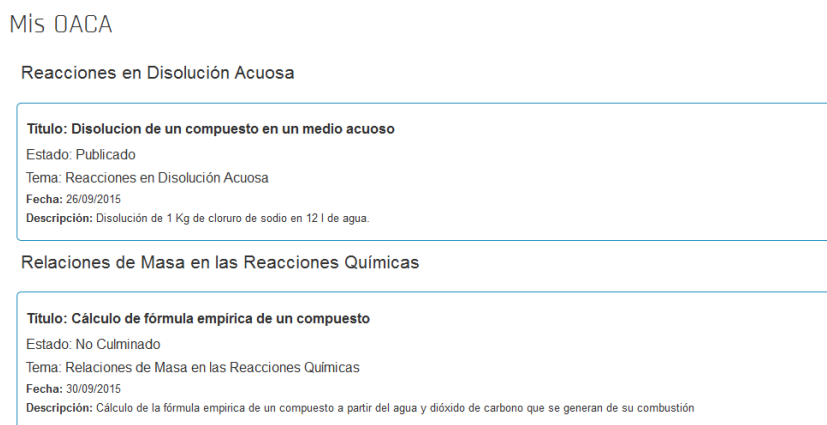 Mis OACA
Reacciones en Disolución Acuosa
Título: Disolucion de un compuesto en un medio acuoso
Estado: Publicado
Tema: Reacciones en Disolución Acuosa
Fecha: 26/09/2015
Descripción: Disolución de 1 Kg de cloruro de sodio en 12 l de agua.
Relaciones de Masa en las Reacciones Químicas
Título: Cálculo de fórmula empírica de un compuesto
Estado: No Culminado
Tema: Relaciones de Masa en las Reacciones Químicas
Fecha: 30/09/2015
Descripción: Cálculo de la fórmula empirica de un compuesto a partir del agua y dióxido de carbono que se generan de su combustión